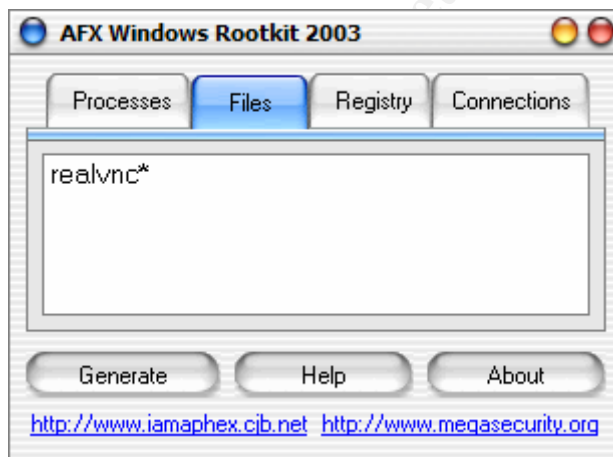 AFX Windows Rootkit 2003
Processes Files Registry Connections
realvnc*
Generate Help About
http://www.iamaphex.cjb.net http://www.megasecurity.org